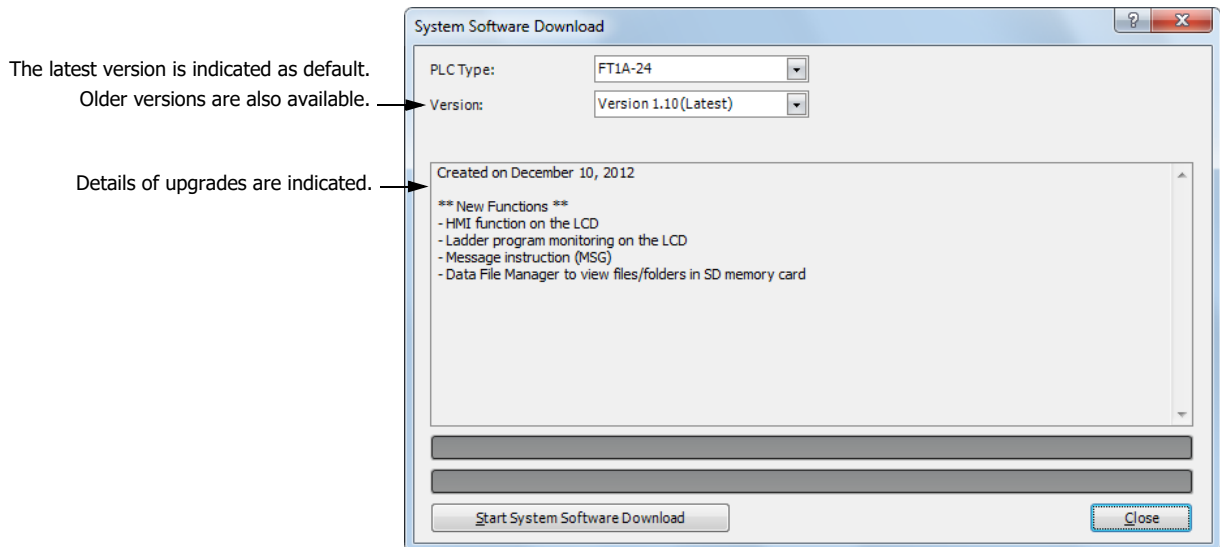 System Software Download
The latest version is indicated as default.
Older versions are also available.
PLC Type:
FT1A-24
Version:
Version 1.10(Latest)
Details of upgrades are indicated.
Created on December 10, 2012
** New Functions **
- HMI function on the LCD
- Ladder program monitoring on the LCD
- Message instruction (MSG)
- Data File Manager to view files/folders in SD memory card
Start System Software Download
Close